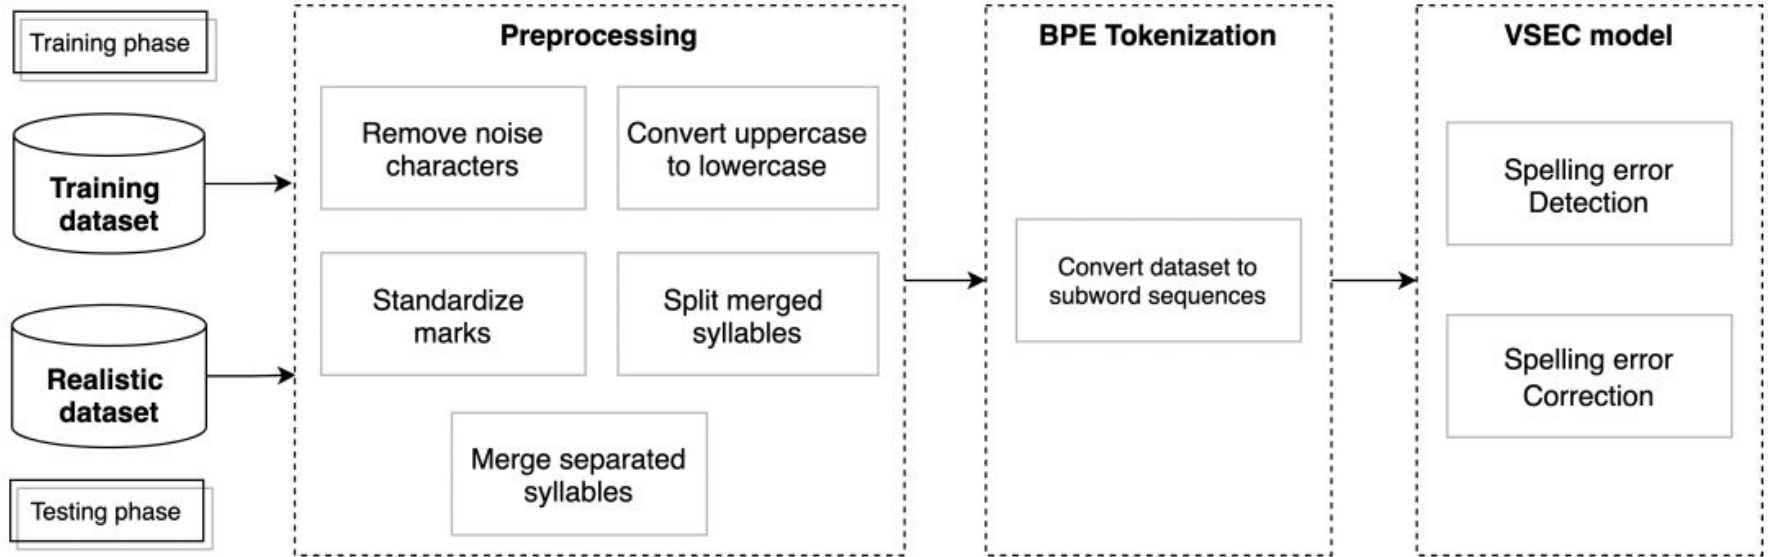 Training phase
Training
dataset
Realistic
dataset
Testing phase
Preprocessing
Remove noise
characters
Convert uppercase
to lowercase
Standardize
marks
Split merged
syllables
Merge separated
syllables
BPE Tokenization
Convert dataset to
subword sequences
VSEC model
Spelling error
Detection
Spelling error
Correction